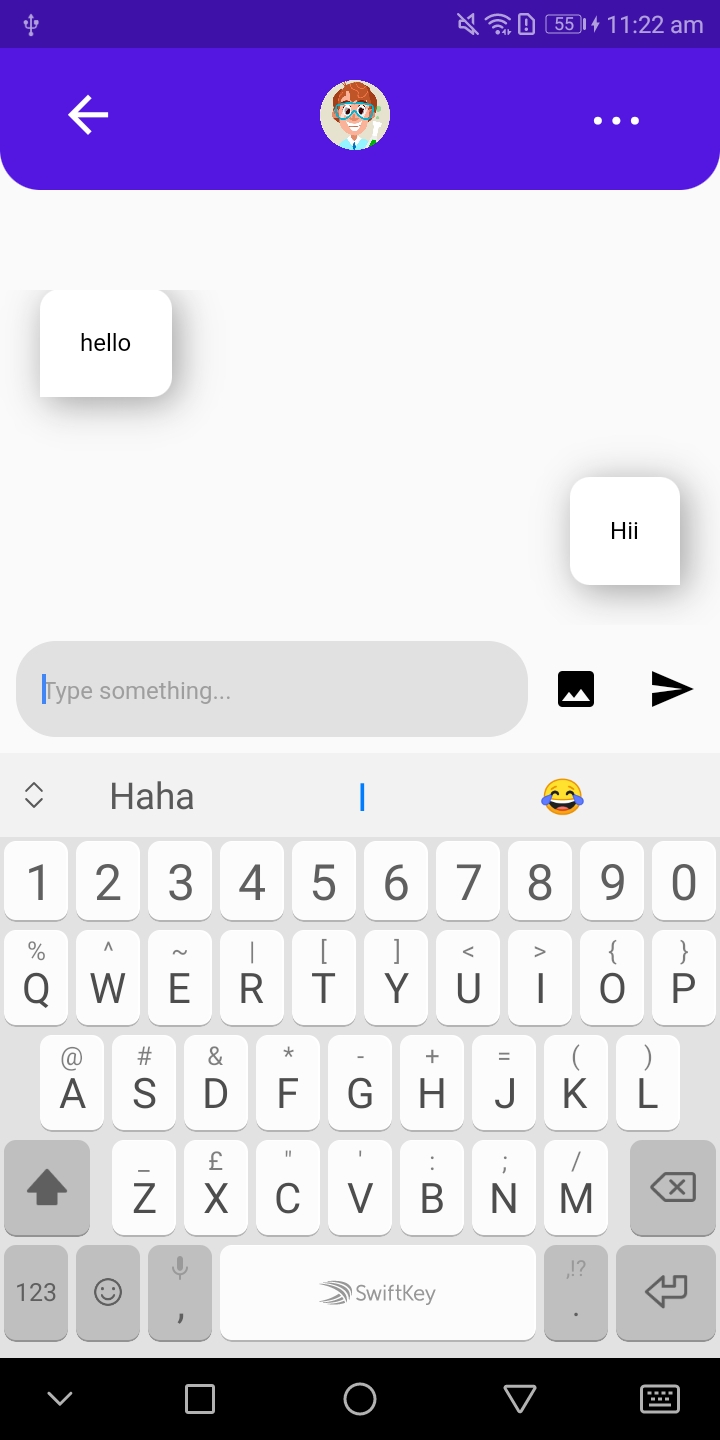 55 11:22 am
hello
Hii
Type something...
Haha 😂
1 2 3 4 5 6 7 8 9 0
% ^ ~ | [ ] < > { }
Q W E R T Y U I O P
@ # & * - + = ( )
A S D F G H J K L
_ £ " ' : ; /
Z X C V B N M
,!?
123 , SwiftKey .